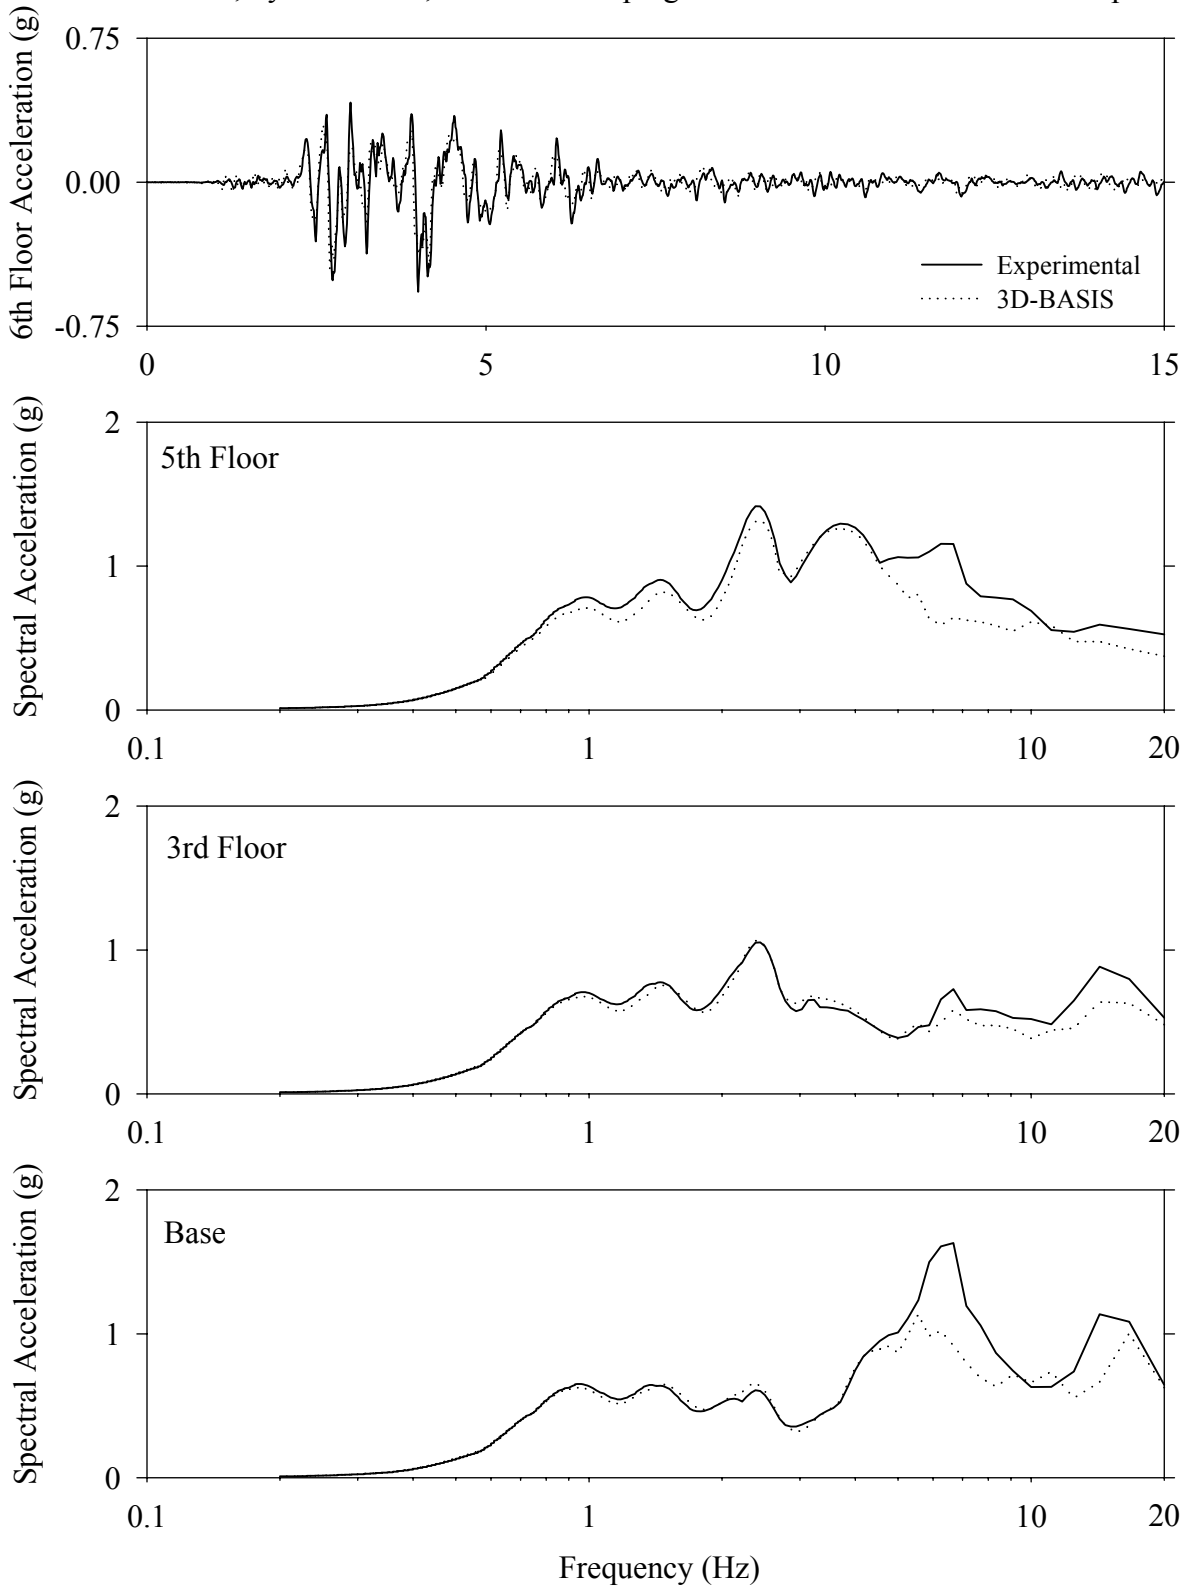 6th Floor Acceleration (g)
0.75
0.00
-0.75
Experimental
3D-BASIS
0 5 10 15
Spectral Acceleration (g)
2
1
0
5th Floor
0.1 1 10 20
Spectral Acceleration (g)
2
1
0
3rd Floor
0.1 1 10 20
Spectral Acceleration (g)
2
1
0
Base
0.1 1 10 20
Frequency (Hz)